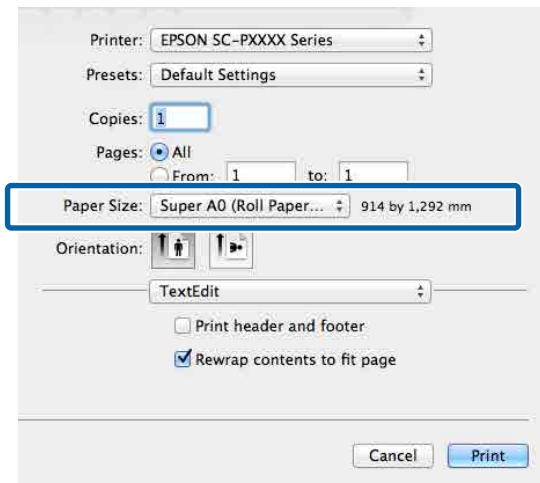 Printer: EPSON SC-PXXXX Series
Presets: Default Settings
Copies: 1
Pages: All
From: 1 to: 1
Paper Size: Super A0 (Roll Paper... 914 by 1,292 mm
Orientation:
TextEdit
Print header and footer
Rewrap contents to fit page
Cancel Print